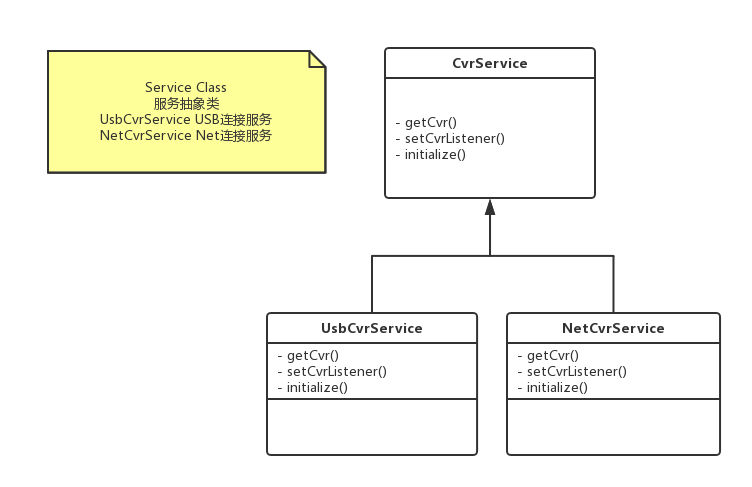 Service Class
服务抽象类
UsbCvrService USB连接服务
NetCvrService Net连接服务
CvrService
- getCvr()
- setCvrListener()
- initialize()
UsbCvrService
- getCvr()
- setCvrListener()
- initialize()
NetCvrService
- getCvr()
- setCvrListener()
- initialize()